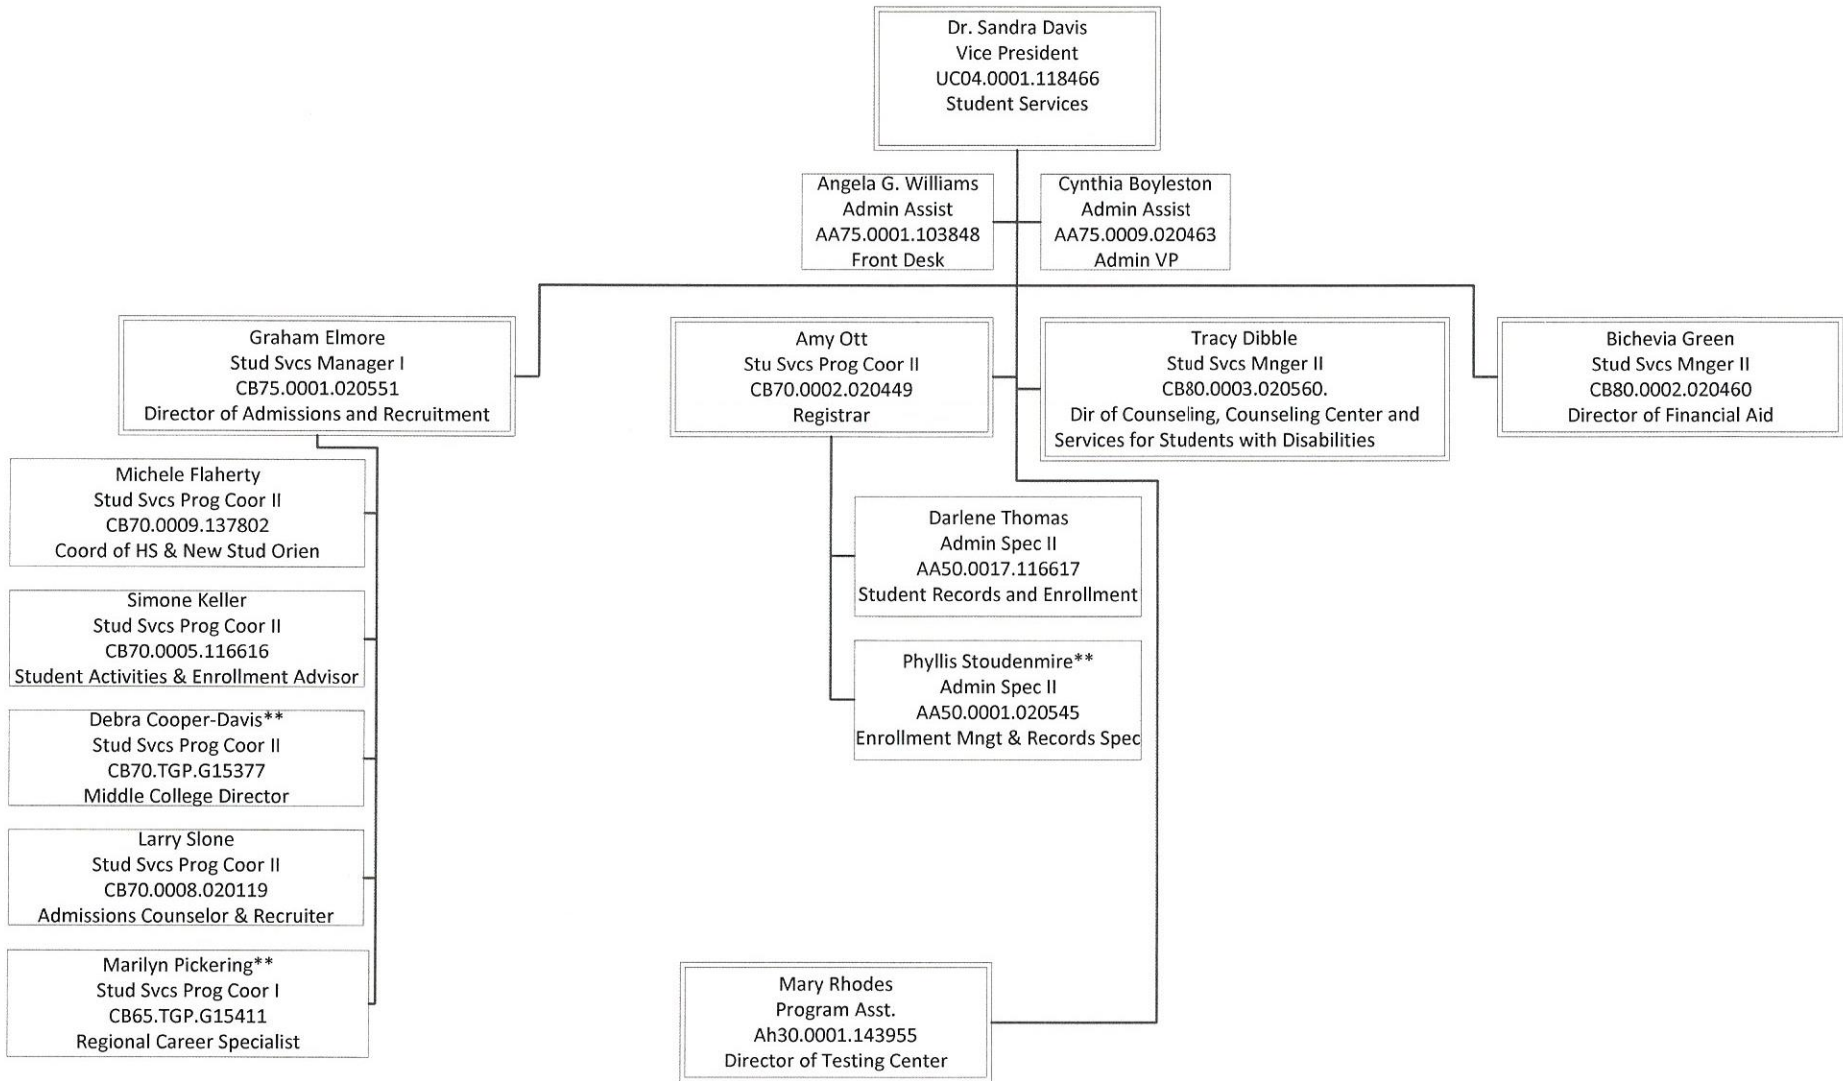 Dr. Sandra Davis
Vice President
UC04.0001.118466
Student Services
Angela G. Williams
Admin Assist
AA75.0001.103848
Front Desk
Cynthia Boyleston
Admin Assist
AA75.0009.020463
Admin VP
Graham Elmore
Stud Svcs Manager I
CB75.0001.020551
Director of Admissions and Recruitment
Amy Ott
Stu Svcs Prog Coor II
CB70.0002.020449
Registrar
Tracy Dibble
Stud Svcs Mnger II
CB80.0003.020560.
Dir of Counseling, Counseling Center and
Services for Students with Disabilities
Bichevia Green
Stud Svcs Mnger II
CB80.0002.020460
Director of Financial Aid
Michele Flaherty
Stud Svcs Prog Coor II
CB70.0009.137802
Coord of HS & New Stud Orien
Simone Keller
Stud Svcs Prog Coor II
CB70.0005.116616
Student Activities & Enrollment Advisor
Debra Cooper-Davis**
Stud Svcs Prog Coor II
CB70.TGP.G15377
Middle College Director
Larry Slone
Stud Svcs Prog Coor II
CB70.0008.020119
Admissions Counselor & Recruiter
Marilyn Pickering**
Stud Svcs Prog Coor I
CB65.TGP.G15411
Regional Career Specialist
Darlene Thomas
Admin Spec II
AA50.0017.116617
Student Records and Enrollment
Phyllis Stoudenmire**
Admin Spec II
AA50.0001.020545
Enrollment Mngt & Records Spec
Mary Rhodes
Program Asst.
Ah30.0001.143955
Director of Testing Center